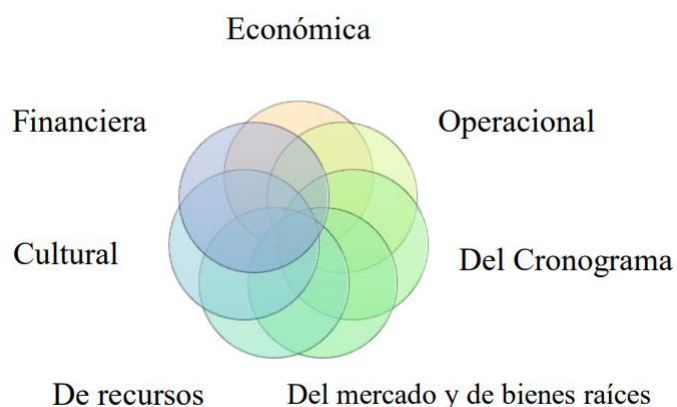 Económica
Financiera
Operacional
Cultural
Del Cronograma
De recursos
Del mercado y de bienes raíces